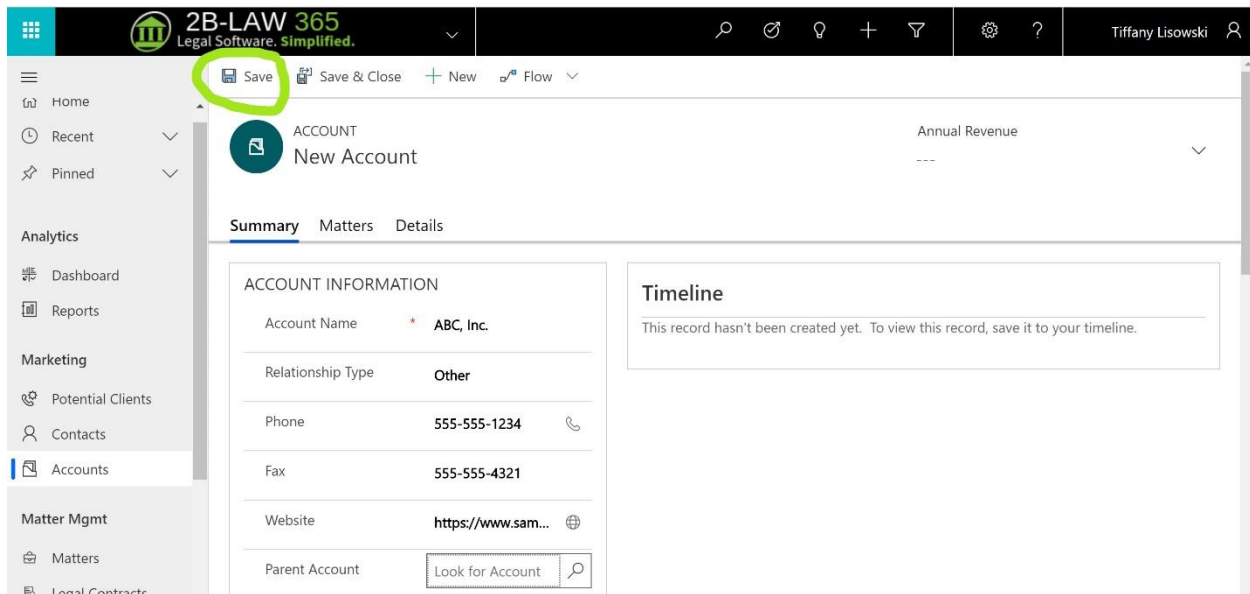 2B-LAW 365
Legal Software. Simplified.
Tiffany Lisowski
Save
Save & Close
New
Flow
Home
Recent
Pinned
Analytics
Dashboard
Reports
Marketing
Potential Clients
Contacts
Accounts
Matter Mgmt
Matters
Legal Contracts
ACCOUNT
New Account
Annual Revenue
---
Summary Matters Details
ACCOUNT INFORMATION
Account Name * ABC, Inc.
Relationship Type Other
Phone 555-555-1234
Fax 555-555-4321
Website https://www.sam...
Parent Account Look for Account
Timeline
This record hasn't been created yet. To view this record, save it to your timeline.